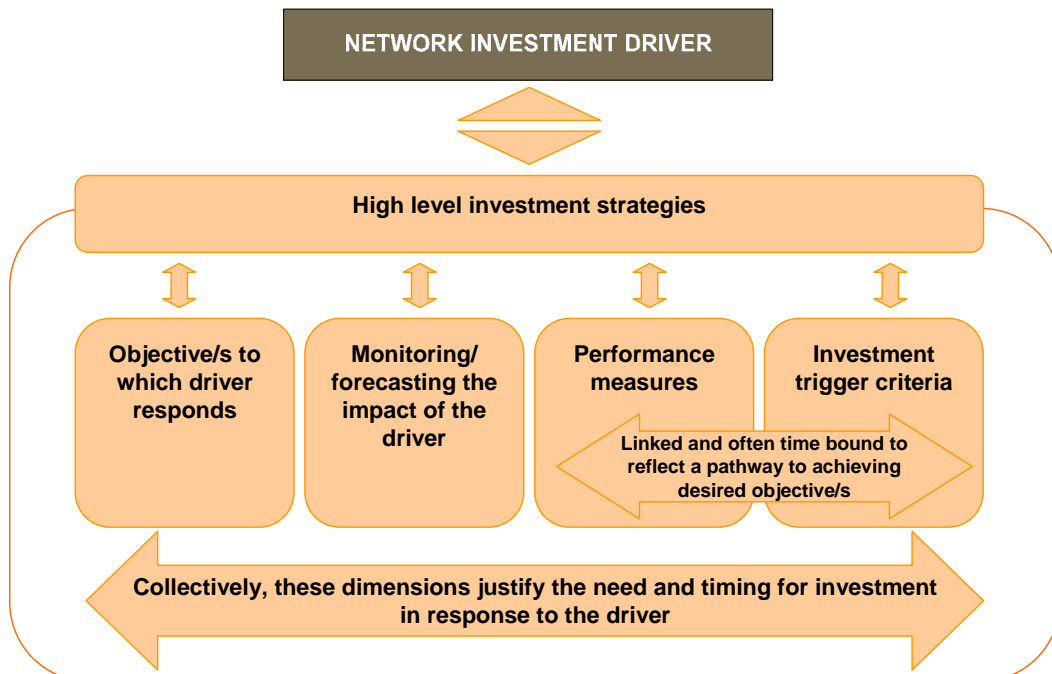 NETWORK INVESTMENT DRIVER
High level investment strategies
Objective/s to
which driver
responds
Monitoring/
forecasting the
impact of the
driver
Performance
measures
Investment
trigger criteria
Linked and often time bound to
reflect a pathway to achieving
desired objective/s
Collectively, these dimensions justify the need and timing for investment
in response to the driver